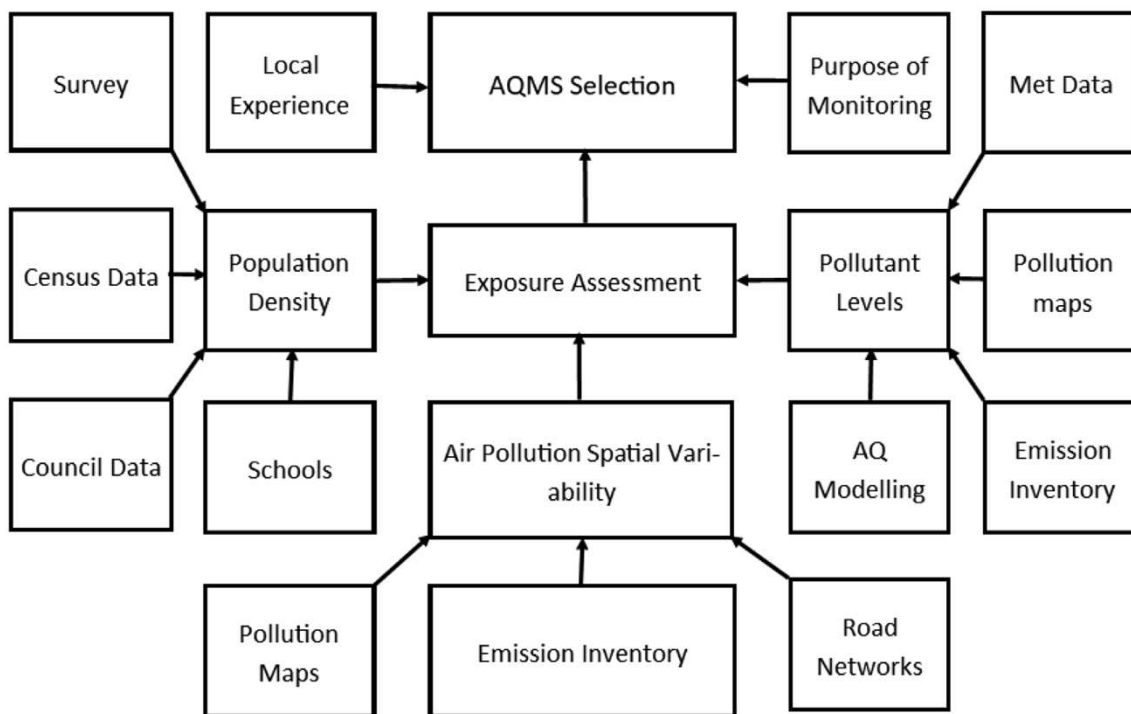 Survey
Local
Experience
AQMS Selection
Purpose of
Monitoring
Met Data
Census Data
Population
Density
Exposure Assessment
Pollutant
Levels
Pollution
maps
Council Data
Schools
Air Pollution Spatial Vari-
ability
AQ
Modelling
Emission
Inventory
Pollution
Maps
Emission Inventory
Road
Networks